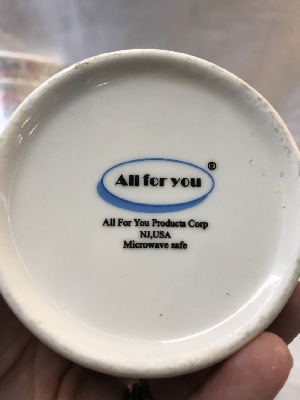 All for you®
All For You Products Corp
NJ,USA
Microwave safe